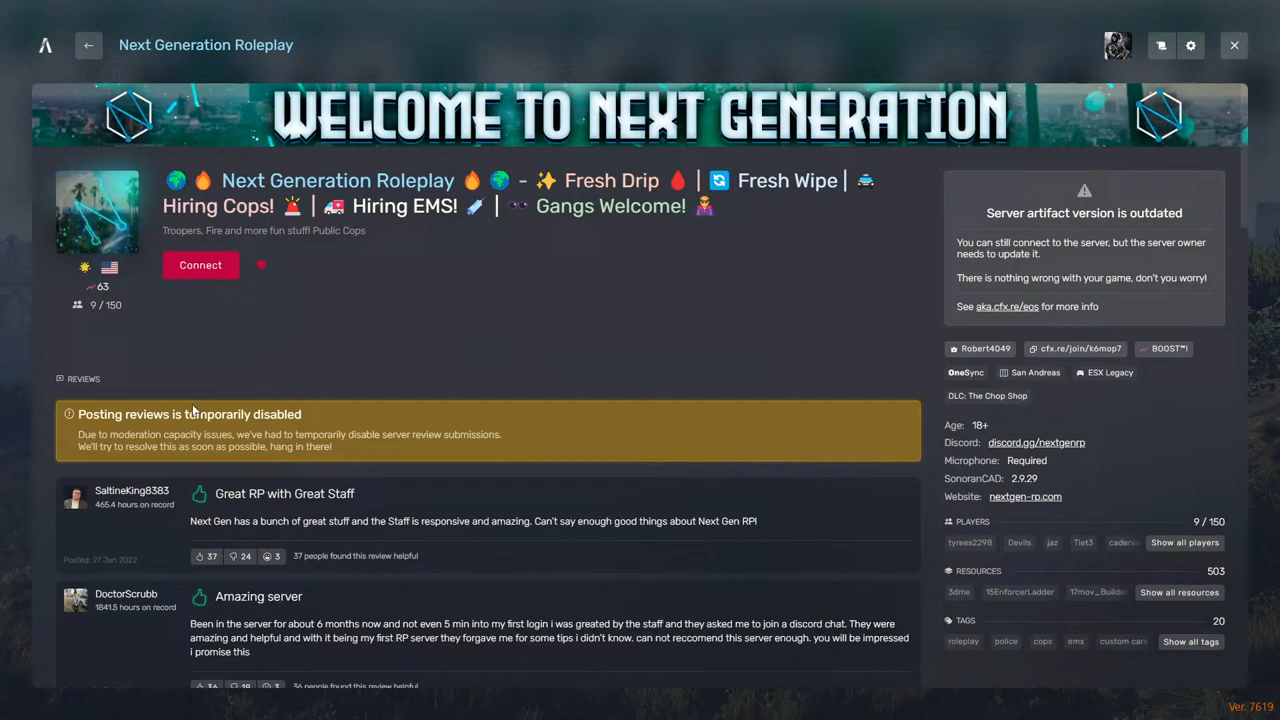 Next Generation Roleplay
WELCOME TO NEXT GENERATION
🌍 🔥 Next Generation Roleplay 🔥 🌍 - ✨ Fresh Drip 🩸 | 🔄 Fresh Wipe | 🚔
Hiring Cops! 🚨 | 🚑 Hiring EMS! 💉 | 🕶️ Gangs Welcome! 🦹
Troopers, Fire and more fun stuff! Public Cops
Connect
63
9 / 150
REVIEWS
Posting reviews is temporarily disabled
Due to moderation capacity issues, we've had to temporarily disable server review submissions.
We'll try to resolve this as soon as possible, hang in there!
SaltineKing8383
465.4 hours on record
Posted: 27 Jan 2022
Great RP with Great Staff
Next Gen has a bunch of great stuff and the Staff is responsive and amazing. Can't say enough good things about Next Gen RP!
37 24 3 37 people found this review helpful
DoctorScrubb
1841.5 hours on record
Amazing server
Been in the server for about 6 months now and not even 5 min into my first login i was greated by the staff and they asked me to join a discord chat. They were
amazing and helpful and with it being my first RP server they forgave me for some tips i didn't know. can not reccomend this server enough. you will be impressed
i promise this
36 19 3 36 people found this review helpful
Server artifact version is outdated
You can still connect to the server, but the server owner
needs to update it.
There is nothing wrong with your game, don't you worry!
See aka.cfx.re/eos for more info
Robert4049 cfx.re/join/k6mop7 BOOST™!
OneSync San Andreas ESX Legacy
DLC: The Chop Shop
Age: 18+
Discord: discord.gg/nextgenrp
Microphone: Required
SonoranCAD: 2.9.29
Website: nextgen-rp.com
PLAYERS 9 / 150
tyrees2298 Devils jaz Tiet3 Show all players
RESOURCES 503
3dme 15EnforcerLadder Show all resources
TAGS 20
roleplay police cops ems custom cars Show all tags
Ver. 7619